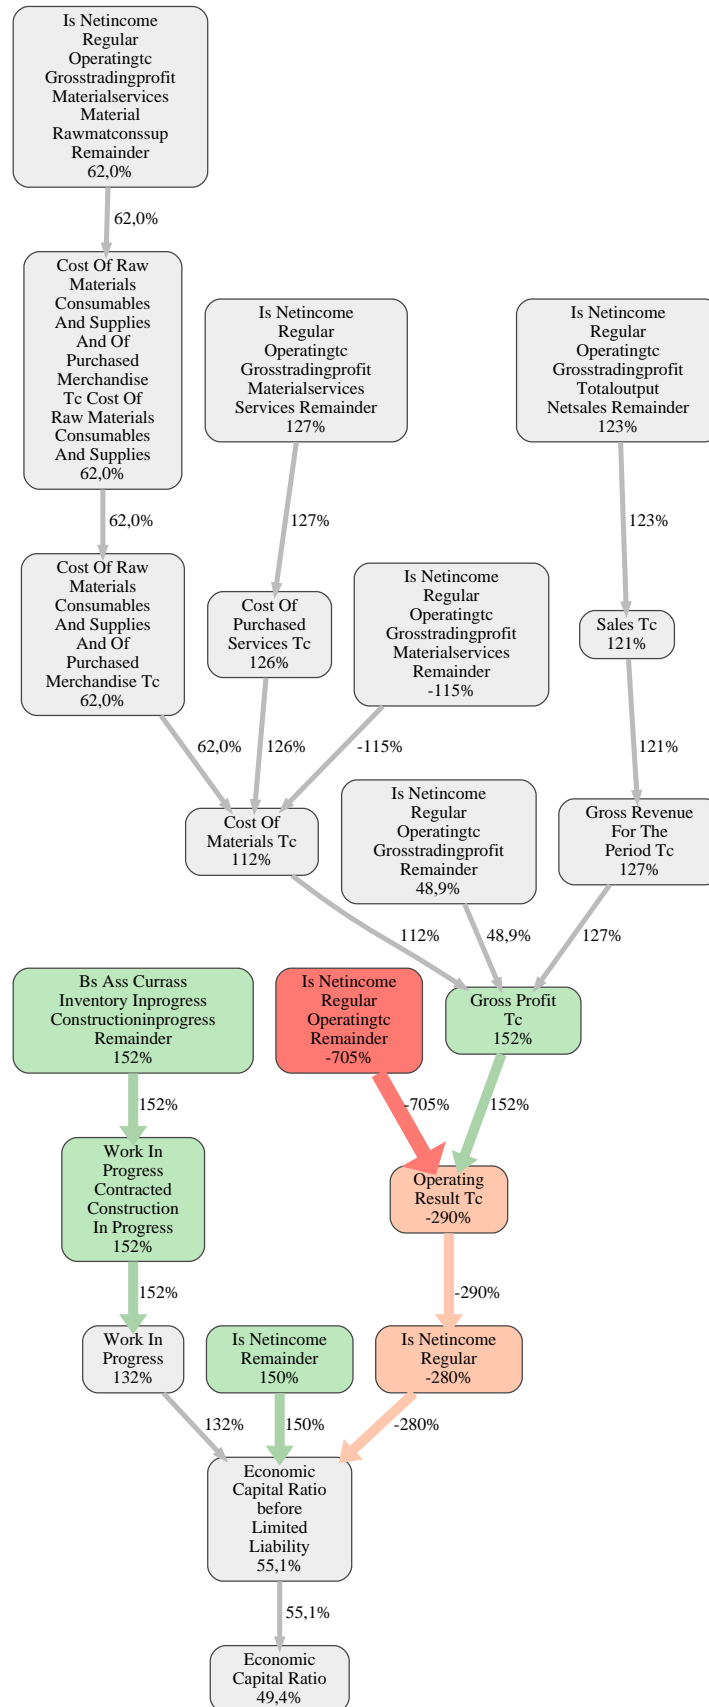 Is Netincome
Regular
Operatingtc
Grosstradingprofit
Materialservices
Material
Rawmatconssup
Remainder
62,0%
62,0%
Cost Of Raw
Materials
Consumables
And Supplies
And Of
Purchased
Merchandise
Tc Cost Of
Raw Materials
Consumables
And Supplies
62,0%
Is Netincome
Regular
Operatingtc
Grosstradingprofit
Materialservices
Services Remainder
127%
Is Netincome
Regular
Operatingtc
Grosstradingprofit
Totaloutput
Netsales Remainder
123%
62,0%
127%
123%
Cost Of Raw
Materials
Consumables
And Supplies
And Of
Purchased
Merchandise Tc
62,0%
Cost Of
Purchased
Services Tc
126%
Is Netincome
Regular
Operatingtc
Grosstradingprofit
Materialservices
Remainder
-115%
Sales Tc
121%
62,0%
126%
-115%
121%
Cost Of
Materials Tc
112%
Is Netincome
Regular
Operatingtc
Grosstradingprofit
Remainder
48,9%
Gross Revenue
For The
Period Tc
127%
112%
48,9%
127%
Bs Ass Currass
Inventory Inprogress
Constructioninprogress
Remainder
152%
Is Netincome
Regular
Operatingtc
Remainder
-705%
Gross Profit
Tc
152%
152%
-705%
152%
Work In
Progress
Contracted
Construction
In Progress
152%
Operating
Result Tc
-290%
152%
-290%
Work In
Progress
132%
Is Netincome
Remainder
150%
Is Netincome
Regular
-280%
132%
150%
-280%
Economic
Capital Ratio
before
Limited
Liability
55,1%
55,1%
Economic
Capital Ratio
49,4%